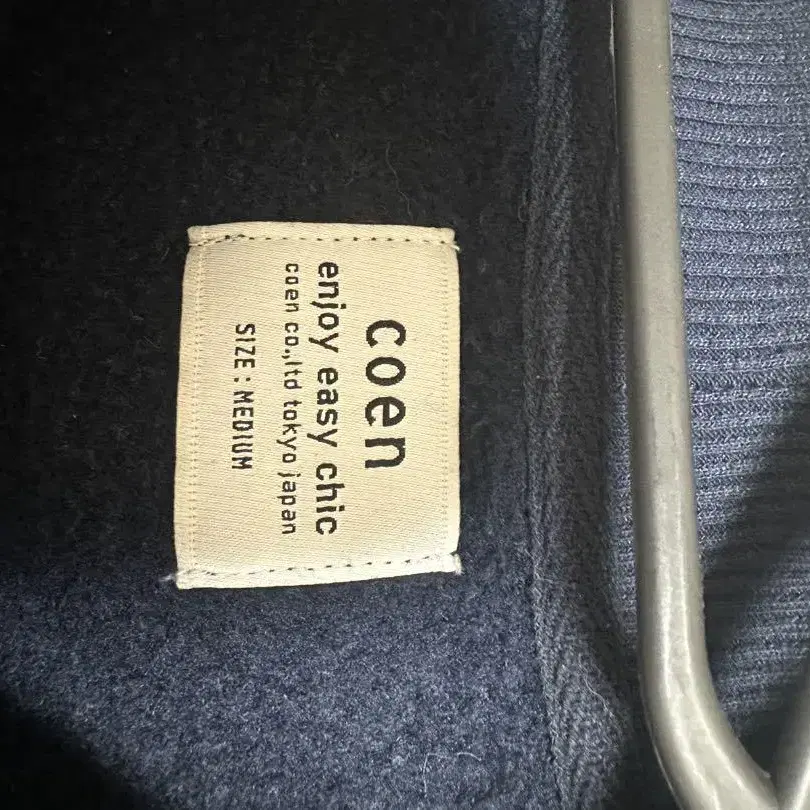 coen
enjoy easy chic
coen co.,ltd tokyo japan
SIZE : MEDIUM